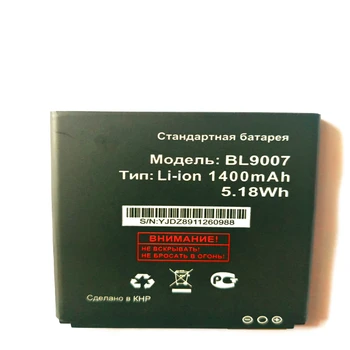 Стандартная батарея
Модель: BL9007
Тип: Li-ion 1400mAh
5.18Wh
S/N:YJDZ8911260988
ВНИМАНИЕ!
НЕ ВСКРЫВАТЬ!
НЕ БРОСАТЬ В ОГОНЬ!
Сделано в КНР